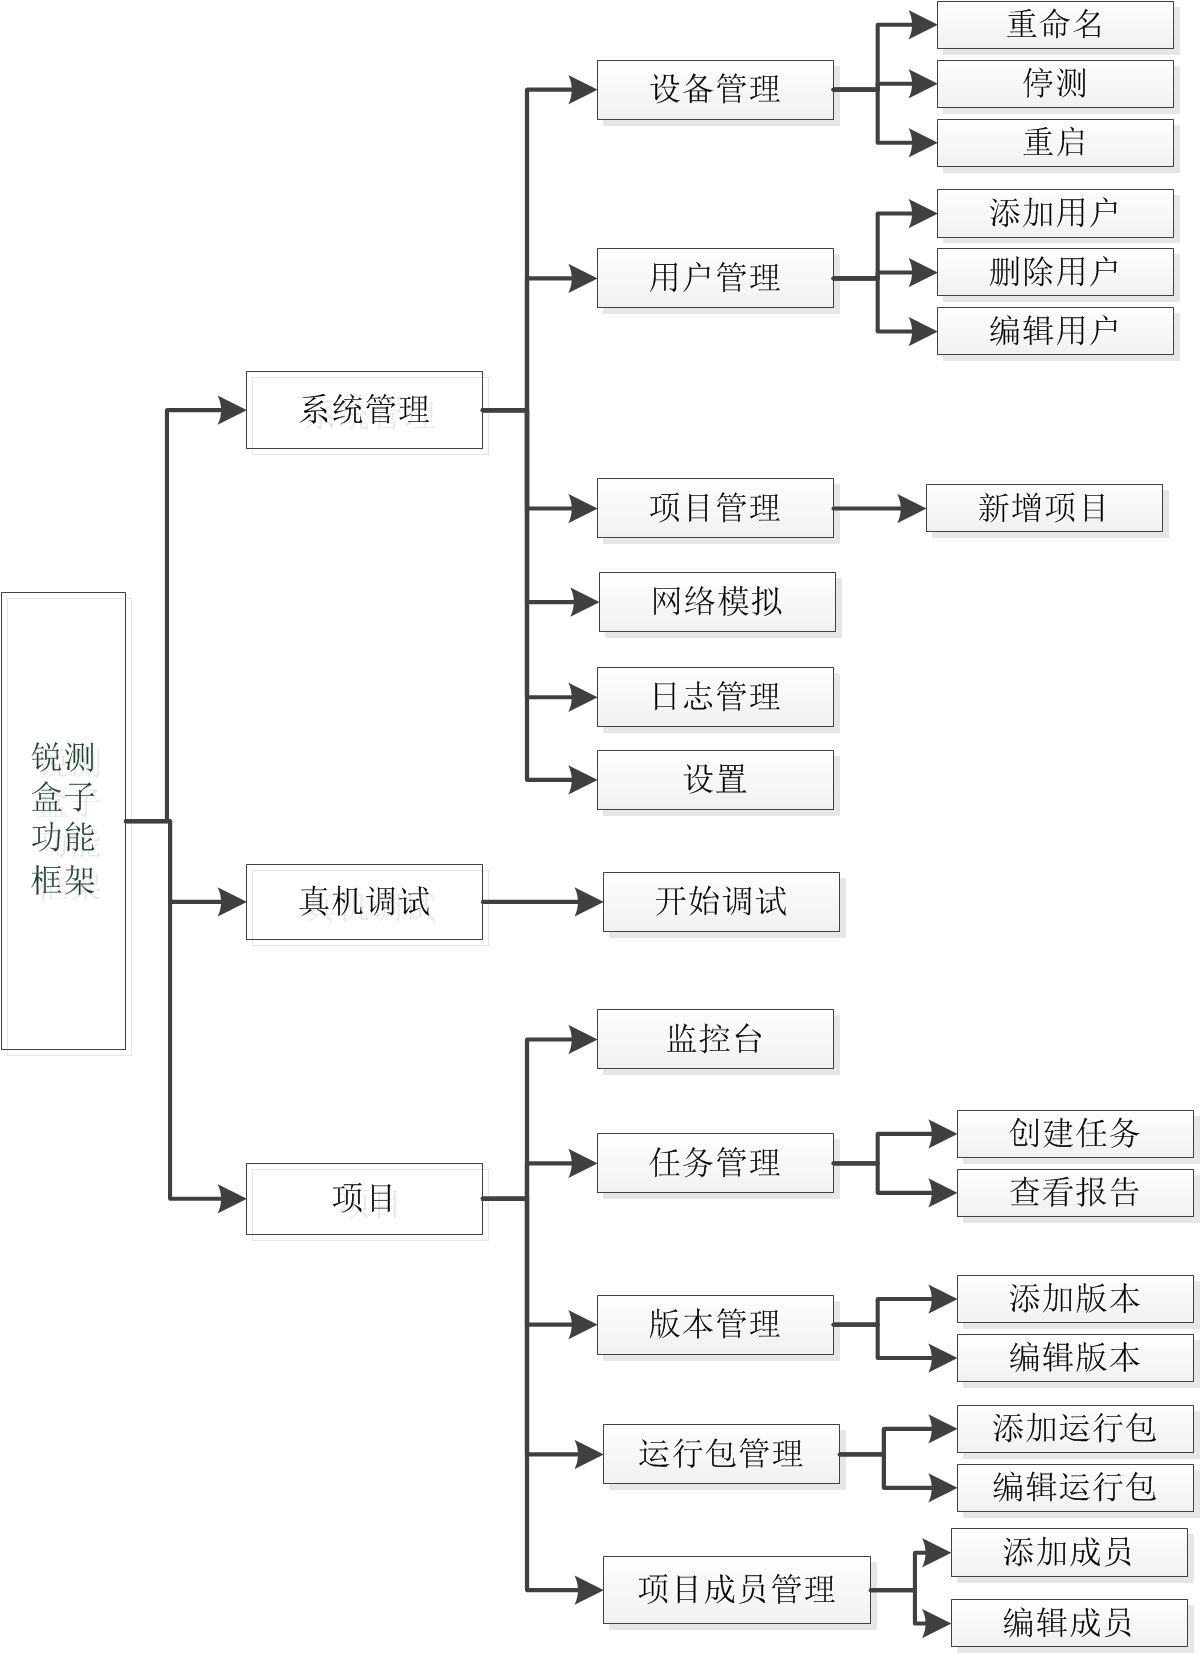 锐测
盒子
功能
框架
系统管理
设备管理
重命名
停测
重启
用户管理
添加用户
删除用户
编辑用户
项目管理
新增项目
网络模拟
日志管理
设置
真机调试
开始调试
项目
监控台
任务管理
创建任务
查看报告
版本管理
添加版本
编辑版本
运行包管理
添加运行包
编辑运行包
项目成员管理
添加成员
编辑成员